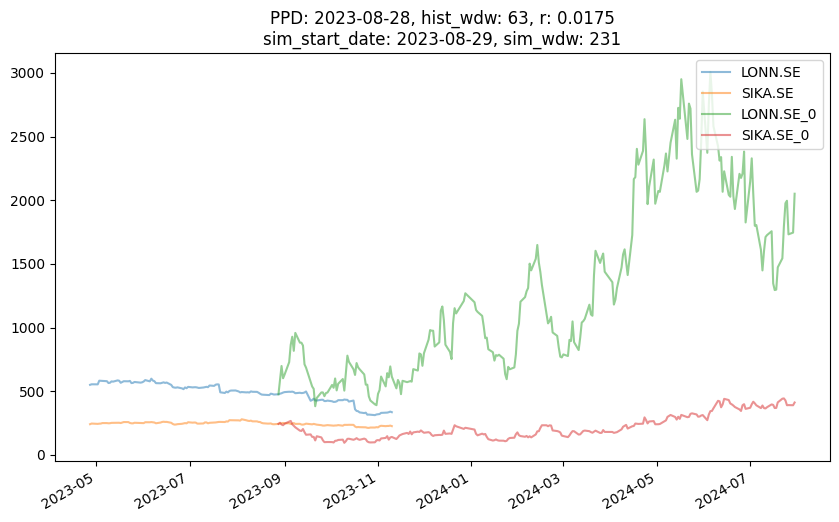 PPD: 2023-08-28, hist_wdw: 63, r: 0.0175
sim_start_date: 2023-08-29, sim_wdw: 231
LONN.SE
SIKA.SE
LONN.SE_0
SIKA.SE_0
3000
2500
2000
1500
1000
500
0
2023-05
2023-07
2023-09
2023-11
2024-01
2024-03
2024-05
2024-07